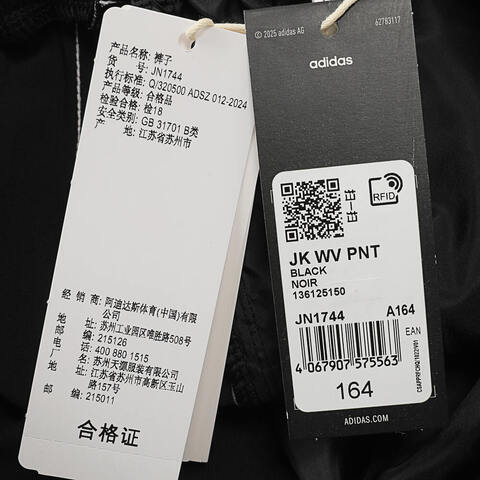 产品名称: 裤子
货 号: JN1744
执行标准: Q/320500 ADSZ 012-2024
产品等级: 合格品
检验合格: 检18
安全类别: GB 31701 B类
产 地: 江苏省苏州市
经 销 商: 阿迪达斯体育(中国)有限
公司
地 址: 苏州工业园区唯胜路508号
邮 编: 215126
电 话: 400 880 1515
厂 名: 苏州天源服装有限公司
地 址: 江苏省苏州市高新区玉山
路157号
邮 编: 215011
合格证
© 2025 adidas AG
62783117
adidas
RFID
JK WV PNT
BLACK
NOIR
136125150
JN1744
A164
EAN
4 067907 575563
164
ADIDAS.COM